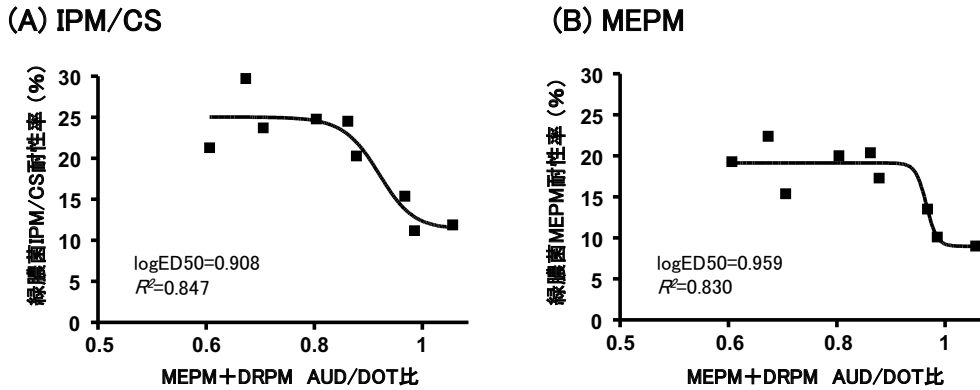 (A) IPM/CS
緑膿菌IPM/CS耐性率（%）
30
25
20
15
10
5
0
logED50=0.908
R²=0.847
0.5 0.6 0.8 1
MEPM＋DRPM AUD/DOT比
(B) MEPM
緑膿菌MEPM耐性率（%）
30
25
20
15
10
5
0
logED50=0.959
R²=0.830
0.5 0.6 0.8 1
MEPM＋DRPM AUD/DOT比